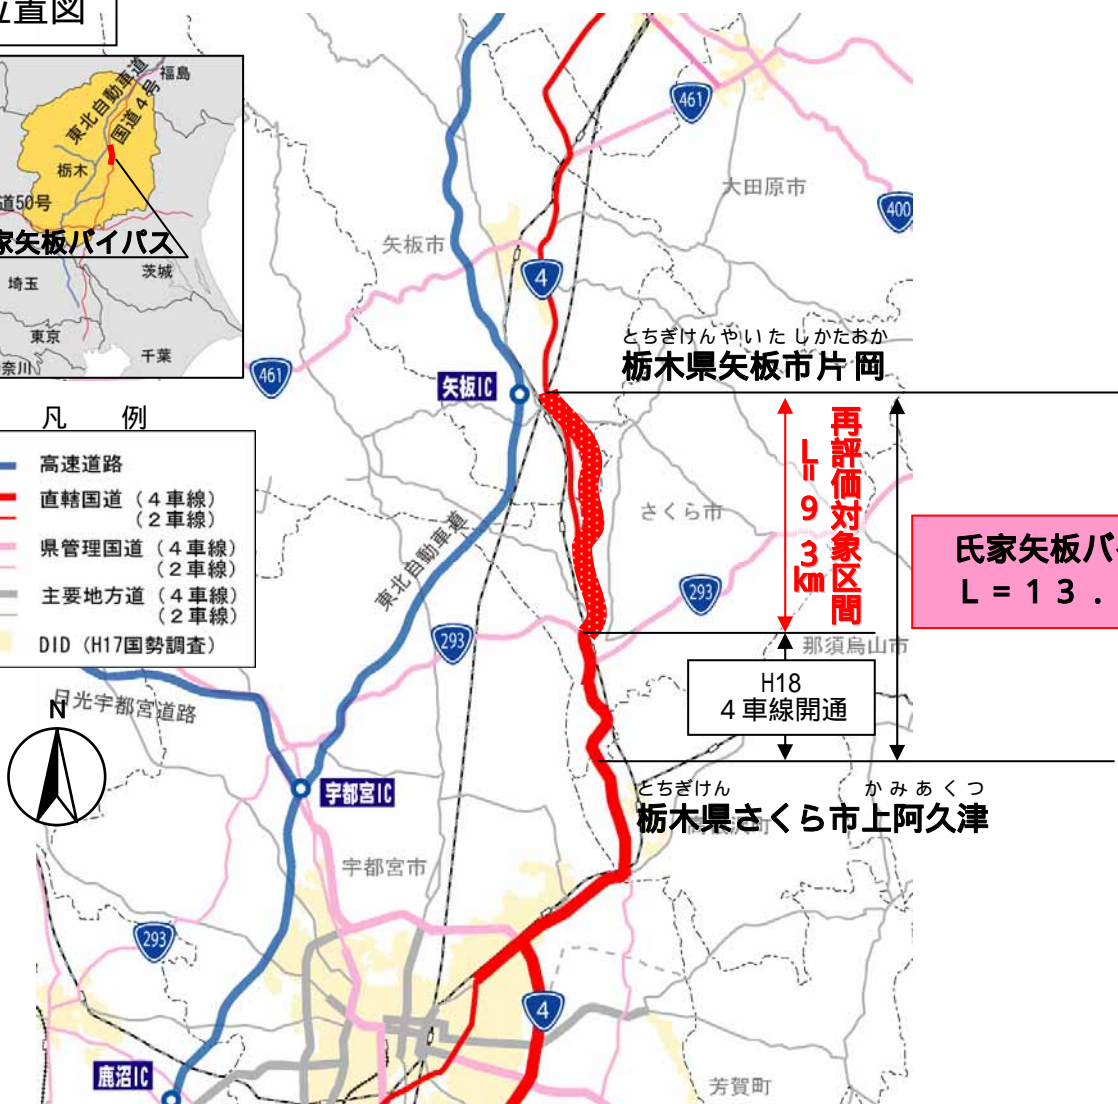 位置図
福島
東北自動車道
国道4号
栃木
道50号
家矢板バイパス
茨城
埼玉
東京
千葉
奈川
凡　例
高速道路
直轄国道（４車線）
（２車線）
県管理国道（４車線）
（２車線）
主要地方道（４車線）
（２車線）
DID（H17国勢調査）
N
461
大田原市
400
矢板市
4
461
矢板IC
とちぎけんやいたしかたおか
栃木県矢板市片岡
再評価対象区間
L=９．３km
さくら市
東北自動車道
293
293
氏家矢板バ
Ｌ＝１３．
那須烏山市
H18
４車線開通
日光宇都宮道路
宇都宮IC
とちぎけん　かみあくつ
栃木県さくら市上阿久津
宇都宮市
293
4
鹿沼IC
芳賀町